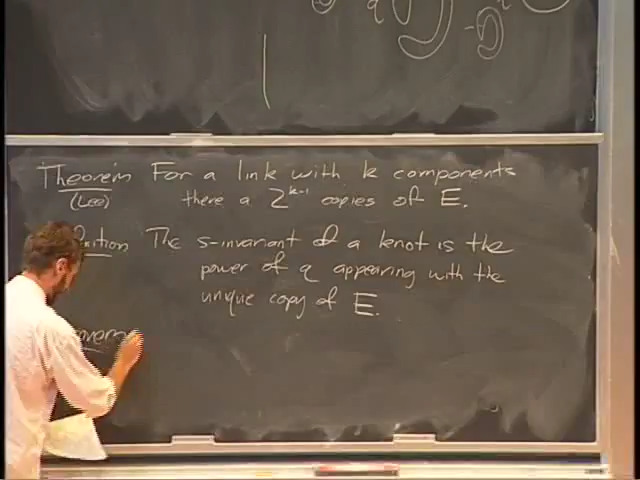 Theorem For a link with k components
(Lee) there a 2^{k-1} copies of E.
The s-invariant of a knot is the
power of q appearing with the
unique copy of E.